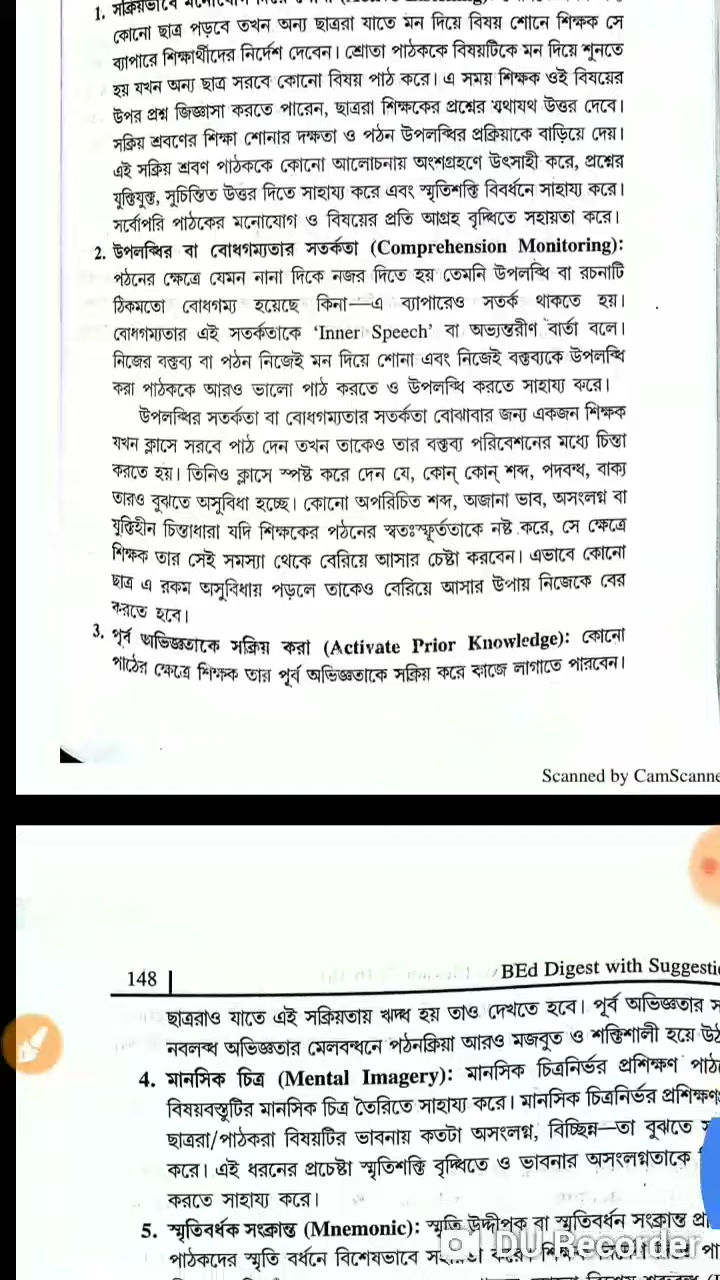 1. সক্রিয়ভাবে
কোনো ছাত্র পড়বে তখন অন্য ছাত্ররা যাতে মন দিয়ে বিষয় শোনে শিক্ষক সে
ব্যাপারে শিক্ষার্থীদের নির্দেশ দেবেন। শ্রোতা পাঠককে বিষয়টিকে মন দিয়ে শুনতে
হয় যখন অন্য ছাত্র সরবে কোনো বিষয় পাঠ করে। এ সময় শিক্ষক ওই বিষয়ের
উপর প্রশ্ন জিজ্ঞাসা করতে পারেন, ছাত্ররা শিক্ষকের প্রশ্নের যথাযথ উত্তর দেবে।
সক্রিয় শ্রবণের শিক্ষা শোনার দক্ষতা ও পঠন উপলব্ধির প্রক্রিয়াকে বাড়িয়ে দেয়।
এই সক্রিয় শ্রবণ পাঠককে কোনো আলোচনায় অংশগ্রহণে উৎসাহী করে, প্রশ্নের
যুক্তিযুক্ত, সুচিন্তিত উত্তর দিতে সাহায্য করে এবং স্মৃতিশক্তি বিবর্ধনে সাহায্য করে।
সর্বোপরি পাঠকের মনোযোগ ও বিষয়ের প্রতি আগ্রহ বৃদ্ধিতে সহায়তা করে।
2. উপলব্ধির বা বোধগম্যতার সতর্কতা (Comprehension Monitoring):
পঠনের ক্ষেত্রে যেমন নানা দিকে নজর দিতে হয় তেমনি উপলব্ধি বা রচনাটি
ঠিকমতো বোধগম্য হয়েছে কিনা—এ ব্যাপারেও সতর্ক থাকতে হয়।
বোধগম্যতার এই সতর্কতাকে ‘Inner Speech’ বা অভ্যন্তরীণ বার্তা বলে।
নিজের বক্তব্য বা পঠন নিজেই মন দিয়ে শোনা এবং নিজেই বক্তব্যকে উপলব্ধি
করা পাঠককে আরও ভালো পাঠ করতে ও উপলব্ধি করতে সাহায্য করে।
উপলব্ধির সতর্কতা বা বোধগম্যতার সতর্কতা বোঝাবার জন্য একজন শিক্ষক
যখন ক্লাসে সরবে পাঠ দেন তখন তাকেও তার বক্তব্য পরিবেশনের মধ্যে চিন্তা
করতে হয়। তিনিও ক্লাসে স্পষ্ট করে দেন যে, কোন্ কোন্ শব্দ, পদবন্ধ, বাক্য
তারও বুঝতে অসুবিধা হচ্ছে। কোনো অপরিচিত শব্দ, অজানা ভাব, অসংলগ্ন বা
যুক্তিহীন চিন্তাধারা যদি শিক্ষকের পঠনের স্বতঃস্ফূর্ততাকে নষ্ট করে, সে ক্ষেত্রে
শিক্ষক তার সেই সমস্যা থেকে বেরিয়ে আসার চেষ্টা করবেন। এভাবে কোনো
ছাত্র এ রকম অসুবিধায় পড়লে তাকেও বেরিয়ে আসার উপায় নিজেকে বের
করতে হবে।
3. পূর্ব অভিজ্ঞতাকে সক্রিয় করা (Activate Prior Knowledge): কোনো
পাঠের ক্ষেত্রে শিক্ষক তার পূর্ব অভিজ্ঞতাকে সক্রিয় করে কাজে লাগাতে পারবেন।
Scanned by CamScanne
148 BEd Digest with Suggesti
ছাত্ররাও যাতে এই সক্রিয়তায় ঋদ্ধ হয় তাও দেখতে হবে। পূর্ব অভিজ্ঞতার
নবলব্ধ অভিজ্ঞতার মেলবন্ধনে পঠনক্রিয়া আরও মজবুত ও শক্তিশালী হয়ে
4. মানসিক চিত্র (Mental Imagery): মানসিক চিত্রনির্ভর প্রশিক্ষণ
বিষয়বস্তুটির মানসিক চিত্র তৈরিতে সাহায্য করে। মানসিক চিত্রনির্ভর প্রশিক্ষণ
ছাত্ররা/পাঠকরা বিষয়টির ভাবনায় কতটা অসংলগ্ন, বিচ্ছিন্ন—তা বুঝতে
করে। এই ধরনের প্রচেষ্টা স্মৃতিশক্তি বৃদ্ধিতে ও ভাবনার অসংলগ্নতাকে
করতে সাহায্য করে।
5. স্মৃতিবর্ধক সংক্রান্ত (Mnemonic): স্মৃতি উদ্দীপক বা স্মৃতিবর্ধন সংক্রান্ত
পাঠকদের স্মৃতি বর্ধনে বিশেষভাবে
DU Recorder